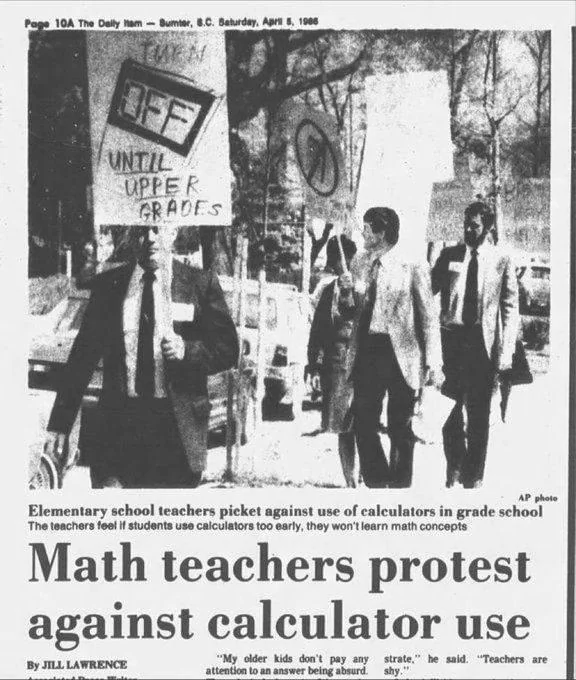 Page 10A The Daily Item — Sumter, S.C. Saturday, April 5, 1986
TURN
OFF
UNTIL
UPPER
GRADES
AP photo
Elementary school teachers picket against use of calculators in grade school
The teachers feel if students use calculators too early, they won't learn math concepts
Math teachers protest
against calculator use
By JILL LAWRENCE
Associated Press Writer
"My older kids don't pay any
attention to an answer being absurd.
strate," he said. "Teachers are
shy."